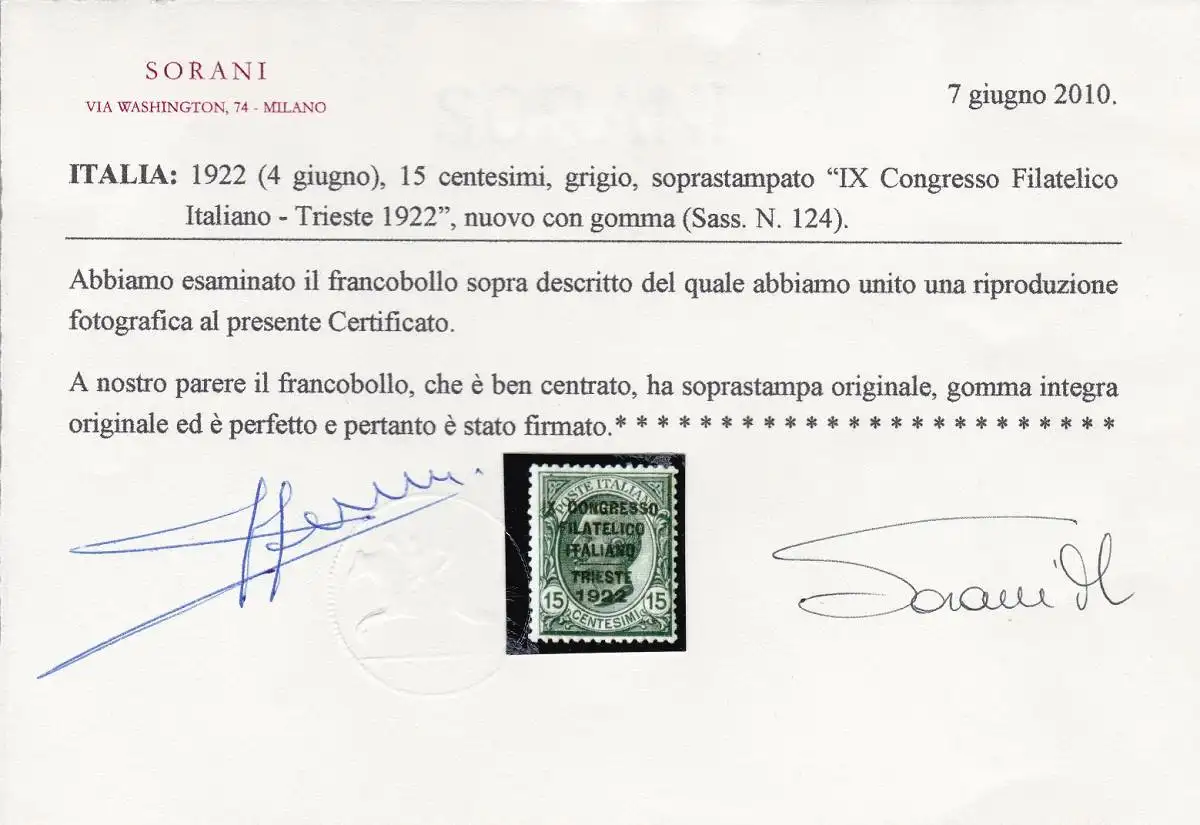 SORANI
VIA WASHINGTON, 74 - MILANO
7 giugno 2010.
ITALIA: 1922 (4 giugno), 15 centesimi, grigio, soprastampato “IX Congresso Filatelico
Italiano - Trieste 1922”, nuovo con gomma (Sass. N. 124).
Abbiamo esaminato il francobollo sopra descritto del quale abbiamo unito una riproduzione
fotografica al presente Certificato.
A nostro parere il francobollo, che è ben centrato, ha soprastampa originale, gomma integra
originale ed è perfetto e pertanto è stato firmato.* * * * * * * * * * * * * * * * * * * * * * * *
POSTE ITALIANE
IX CONGRESSO
FILATELICO
ITALIANO
TRIESTE
1922
15 15
CENTESIMI
Sorani